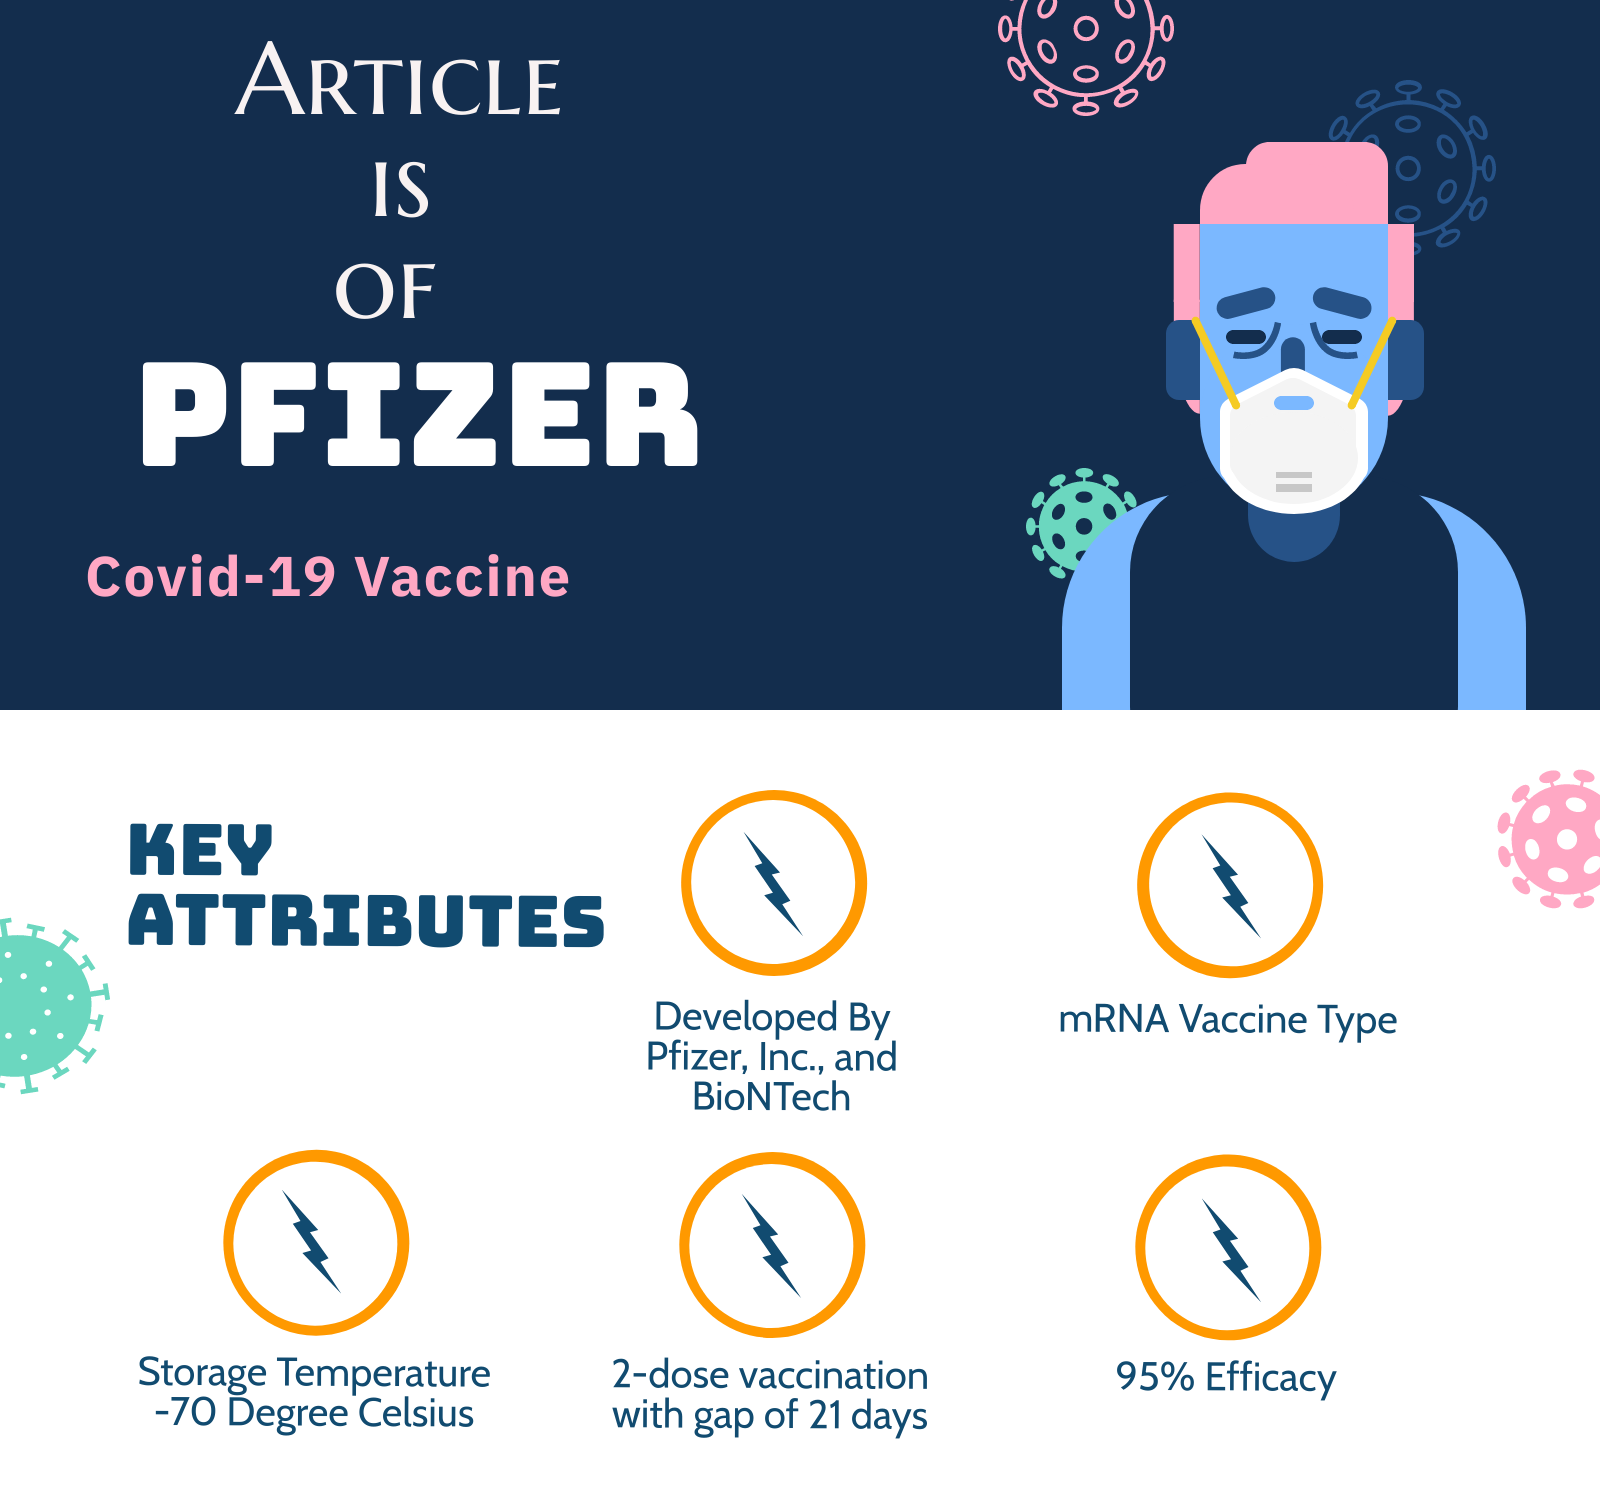 Article
is
of
PFIZER
Covid-19 Vaccine
KEY
ATTRIBUTES
Developed By
Pfizer, Inc., and
BioNTech
mRNA Vaccine Type
Storage Temperature
-70 Degree Celsius
2-dose vaccination
with gap of 21 days
95% Efficacy